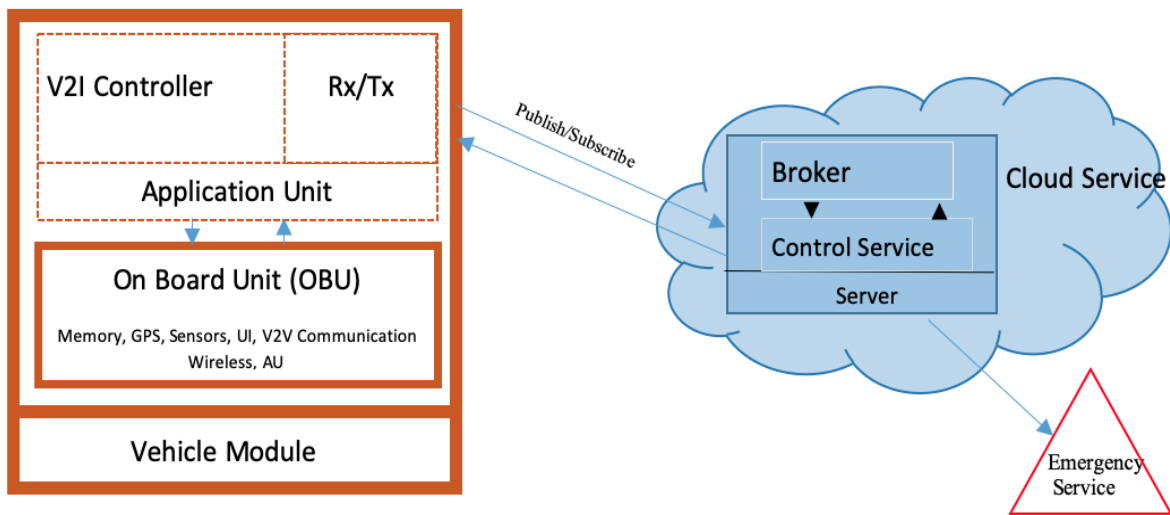 V2I Controller
Rx/Tx
Application Unit
On Board Unit (OBU)
Memory, GPS, Sensors, UI, V2V Communication
Wireless, AU
Vehicle Module
Publish/Subscribe
Broker
Control Service
Server
Cloud Service
Emergency
Service